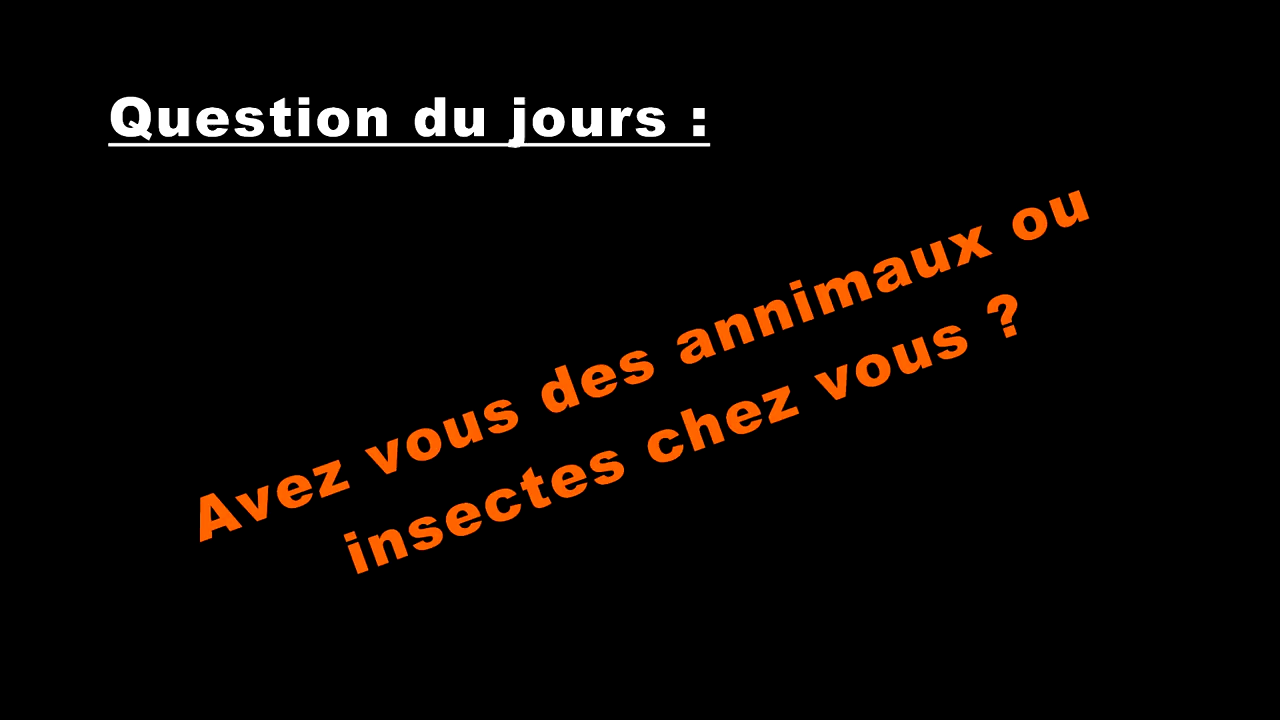 Question du jours :
Avez vous des annimaux ou
insectes chez vous ?